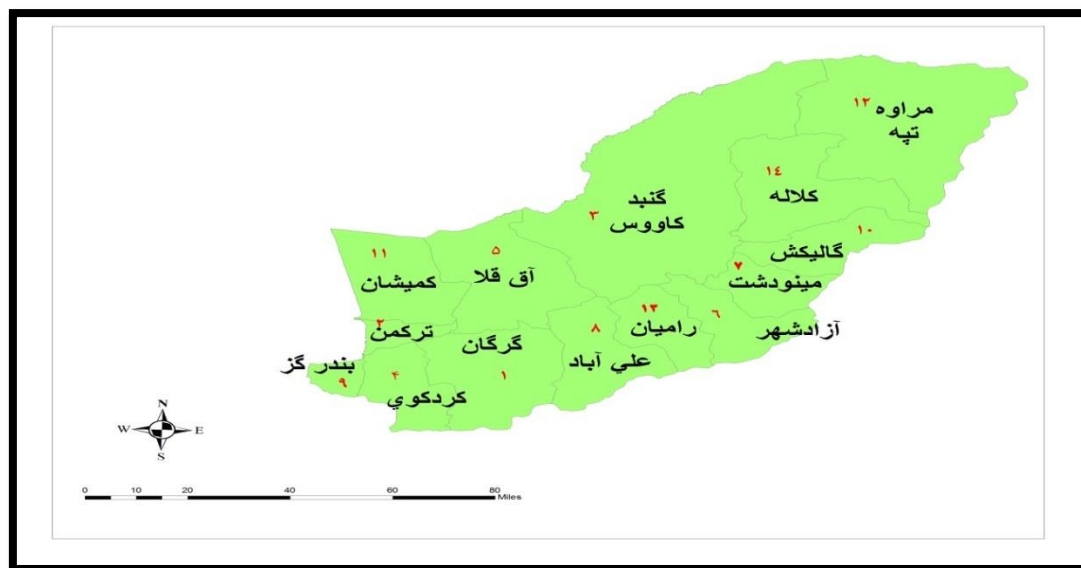 ۱۲ مراوه
تپه
۱۴
کلاله
گنبد
۳ کاووس
۱۰
گالیکش
۵
آق قلا
۱۱
کمیشان
۷
مینودشت
۱۳
رامیان
۶
آزادشهر
۲
ترکمن
۸
علي آباد
گرگان
۱
بندر گز
۹
۴
کردکوي
N
W E
S
0 10 20 40 60 80
Miles